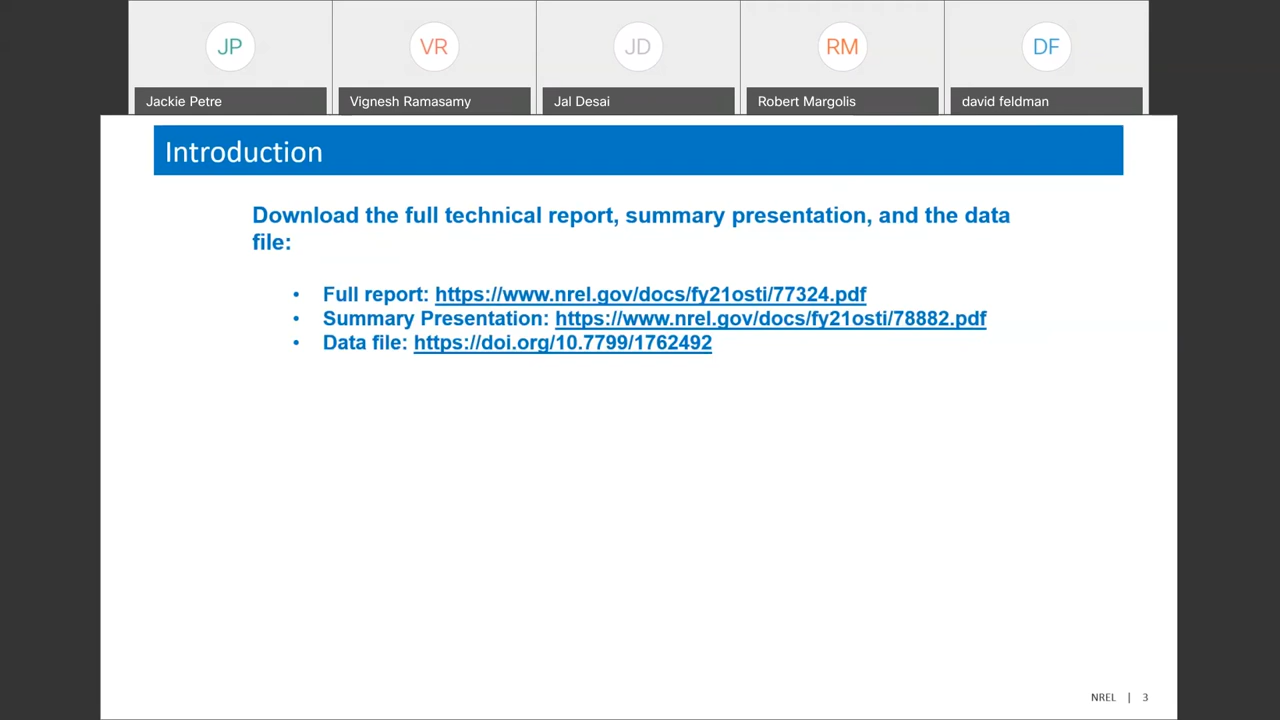 JP
VR
JD
RM
DF
Jackie Petre
Vignesh Ramasamy
Jal Desai
Robert Margolis
david feldman
Introduction
Download the full technical report, summary presentation, and the data
file:
• Full report: https://www.nrel.gov/docs/fy21osti/77324.pdf
• Summary Presentation: https://www.nrel.gov/docs/fy21osti/78882.pdf
• Data file: https://doi.org/10.7799/1762492
NREL | 3